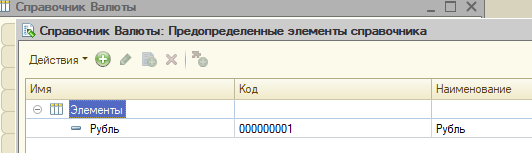 Справочник Валюты
Справочник Валюты: Предопределенные элементы справочника
Действия
Имя Код Наименование
Элементы
Рубль 000000001 Рубль